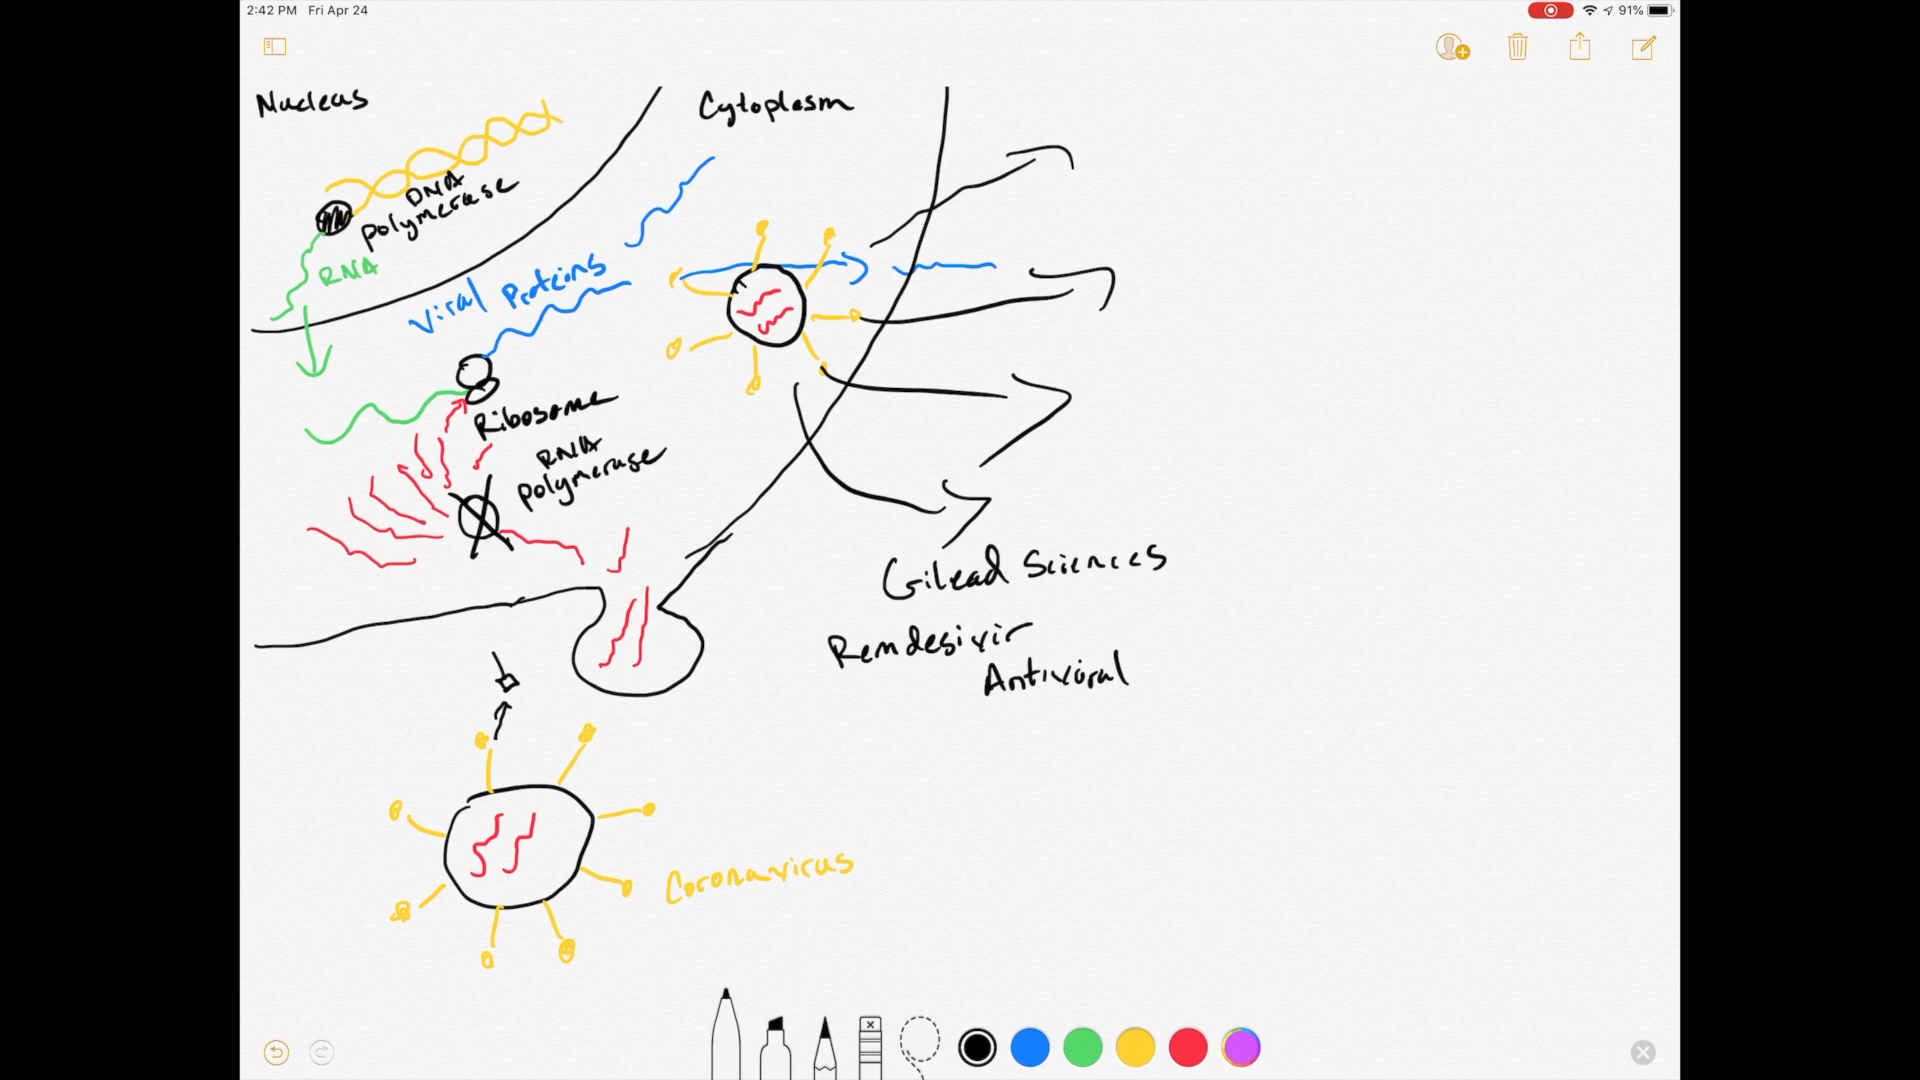 2:42 PM Fri Apr 24
91%
Nucleus
Cytoplasm
DNA
polymerase
RNA
Viral Proteins
Ribosome
RNA
polymerase
Gilead Sciences
Remdesivir
Antiviral
Coronavirus